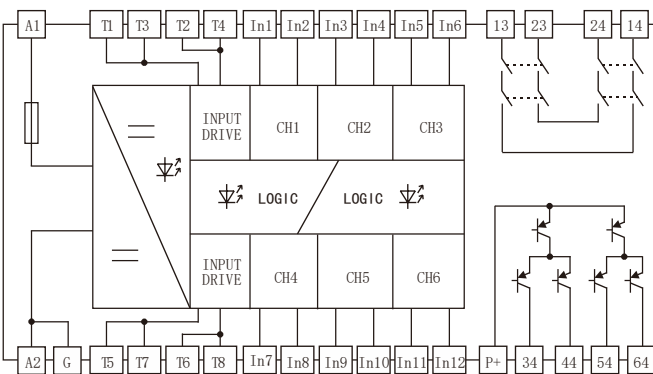 A1 T1 T3 T2 T4 In1 In2 In3 In4 In5 In6 13 23 24 14
INPUT
DRIVE
CH1 CH2 CH3
LOGIC LOGIC
INPUT
DRIVE
CH4 CH5 CH6
A2 G T5 T7 T6 T8 In7 In8 In9 In10 In11 In12 P+ 34 44 54 64